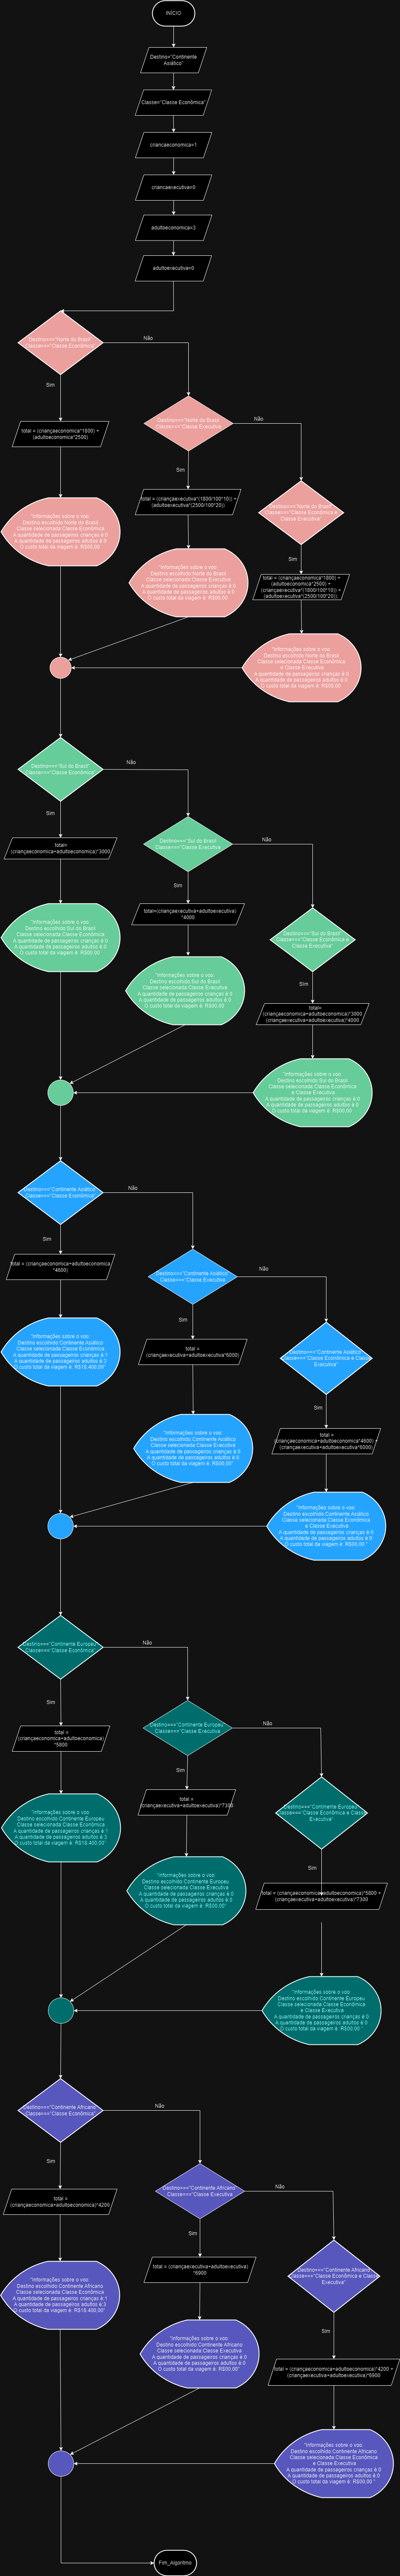 INÍCIO
Destino="Continente
Asiático"
Classe="Classe Econômica"
criancaeconomica=1
criancaexecutiva=0
adultoeconomica=3
adultoexecutiva=0
Destino=="Norte do Brasil"
Classe==="Classe Econômica"
Não
Sim
total = (criançaeconomica*1800) +
(adultoeconomica*2500)
"Informações sobre o voo:
Destino escolhido Norte do Brasil
Classe selecionada Classe Econômica
A quantidade de passageiros crianças é 0
A quantidade de passageiros adultos é 0
O custo total da viagem é: R$00,00
Destino=="Norte do Brasil
Classe==="Classe Executiva
Não
Sim
total = (criançaexecutiva*(1800/100*10)) +
(adultoexecutiva*(2500/100*20))
"Informações sobre o voo:
Destino escolhido Norte do Brasil
Classe selecionada Classe Executiva
A quantidade de passageiros crianças é 0
A quantidade de passageiros adultos é 0
O custo total da viagem é: R$00,00
Destino=="Norte do Brasil"
Classe==="Classe Econômica e
Classe Executiva"
Sim
total = (criançaeconomica*1800) +
(adultoeconomica*2500) +
(criançaexecutiva*(1800/100*10)) +
(adultoexecutiva*(2500/100*20))
"Informações sobre o voo:
Destino escolhido Norte do Brasil
Classe selecionada Classe Econômica
e Classe Executiva
A quantidade de passageiros crianças é 0
A quantidade de passageiros adultos é 0
O custo total da viagem é: R$00,00
Destino==="Sul do Brasil"
Classe==="Classe Econômica"
Não
Sim
total=
(criançaeconomica+adultoeconomica)*3000
"Informações sobre o voo:
Destino escolhido Sul do Brasil
Classe selecionada Classe Econômica
A quantidade de passageiros crianças é 0
A quantidade de passageiros adultos é 0
O custo total da viagem é: R$00,00
Destino==="Sul do Brasil
Classe==="Classe Executiva
Não
Sim
total=(criançaexecutiva+adultoexecutiva)
*4000
"Informações sobre o voo:
Destino escolhido Sul do Brasil
Classe selecionada Classe Executiva
A quantidade de passageiros crianças é 0
A quantidade de passageiros adultos é 0
O custo total da viagem é: R$00,00
Destino==="Sul do Brasil
Classe==="Classe Econômica e
Classe Executiva"
Sim
total=
(criançaeconomica+adultoeconomica)*3000
(criançaexecutiva+adultoexecutiva)*4000
"Informações sobre o voo:
Destino escolhido Sul do Brasil
Classe selecionada Classe Econômica
e Classe Executiva
A quantidade de passageiros crianças é 0
A quantidade de passageiros adultos é 0
O custo total da viagem é: R$00,00
Destino==="Continente Asiático"
Classe==="Classe Econômica"
Não
Sim
total = (criançaeconomica+adultoeconomica
*4600)
"Informações sobre o voo:
Destino escolhido Continente Asiático
Classe selecionada Classe Econômica
A quantidade de passageiros crianças é 1
A quantidade de passageiros adultos é 3
O custo total da viagem é: R$18.400,00"
Destino==="Continente Asiático
Classe==="Classe Executiva
Não
Sim
total =
(criançaexecutiva+adultoexecutiva*6000)
"Informações sobre o voo:
Destino escolhido Continente Asiático
Classe selecionada Classe Executiva
A quantidade de passageiros crianças é 0
A quantidade de passageiros adultos é 0
O custo total da viagem é: R$00,00"
Destino==="Continente Asiático
Classe==="Classe Econômica e Classe
Executiva"
Sim
total =
(criançaeconomica+adultoeconomica*4600) +
(criançaexecutiva+adultoexecutiva*6000)
"Informações sobre o voo:
Destino escolhido Continente Asiático
Classe selecionada Classe Econômica
e Classe Executiva
A quantidade de passageiros crianças é 0
A quantidade de passageiros adultos é 0
O custo total da viagem é: R$00,00 "
Destino==="Continente Europeu
Classe==="Classe Econômica"
Não
Sim
total =
(criançaeconomica+adultoeconomica)
*5800
"Informações sobre o voo:
Destino escolhido Continente Europeu
Classe selecionada Classe Econômica
A quantidade de passageiros crianças é 1
A quantidade de passageiros adultos é 3
O custo total da viagem é: R$18.400,00"
Destino==="Continente Europeu
Classe==="Classe Executiva
Não
Sim
total =
(criançaexecutiva+adultoexecutiva)*7300
"Informações sobre o voo:
Destino escolhido Continente Europeu
Classe selecionada Classe Executiva
A quantidade de passageiros crianças é 0
A quantidade de passageiros adultos é 0
O custo total da viagem é: R$00,00"
Destino==="Continente Europeu
Classe==="Classe Econômica e Classe
Executiva"
Sim
total = (criançaeconomica+adultoeconomica)*5800 +
(criançaexecutiva+adultoexecutiva)*7300
"Informações sobre o voo:
Destino escolhido Continente Europeu
Classe selecionada Classe Econômica
e Classe Executiva
A quantidade de passageiros crianças é 0
A quantidade de passageiros adultos é 0
O custo total da viagem é: R$00,00 "
Destino==="Continente Africano
Classe==="Classe Econômica"
Não
Sim
total =
(criançaeconomica+adultoeconomica)*4200
"Informações sobre o voo:
Destino escolhido Continente Africano
Classe selecionada Classe Econômica
A quantidade de passageiros crianças é 1
A quantidade de passageiros adultos é 3
O custo total da viagem é: R$18.400,00"
Destino==="Continente Africano
Classe==="Classe Executiva
Não
Sim
total = (criançaexecutiva+adultoexecutiva)
*6900
"Informações sobre o voo:
Destino escolhido Continente Africano
Classe selecionada Classe Executiva
A quantidade de passageiros crianças é 0
A quantidade de passageiros adultos é 0
O custo total da viagem é: R$00,00"
Destino==="Continente Africano
Classe==="Classe Econômica e Classe
Executiva"
Sim
total = (criançaeconomica+adultoeconomica)*4200 +
(criançaexecutiva+adultoexecutiva)*6900
"Informações sobre o voo:
Destino escolhido Continente Africano
Classe selecionada Classe Econômica
e Classe Executiva
A quantidade de passageiros crianças é 0
A quantidade de passageiros adultos é 0
O custo total da viagem é: R$00,00 "
Fim_Algoritmo